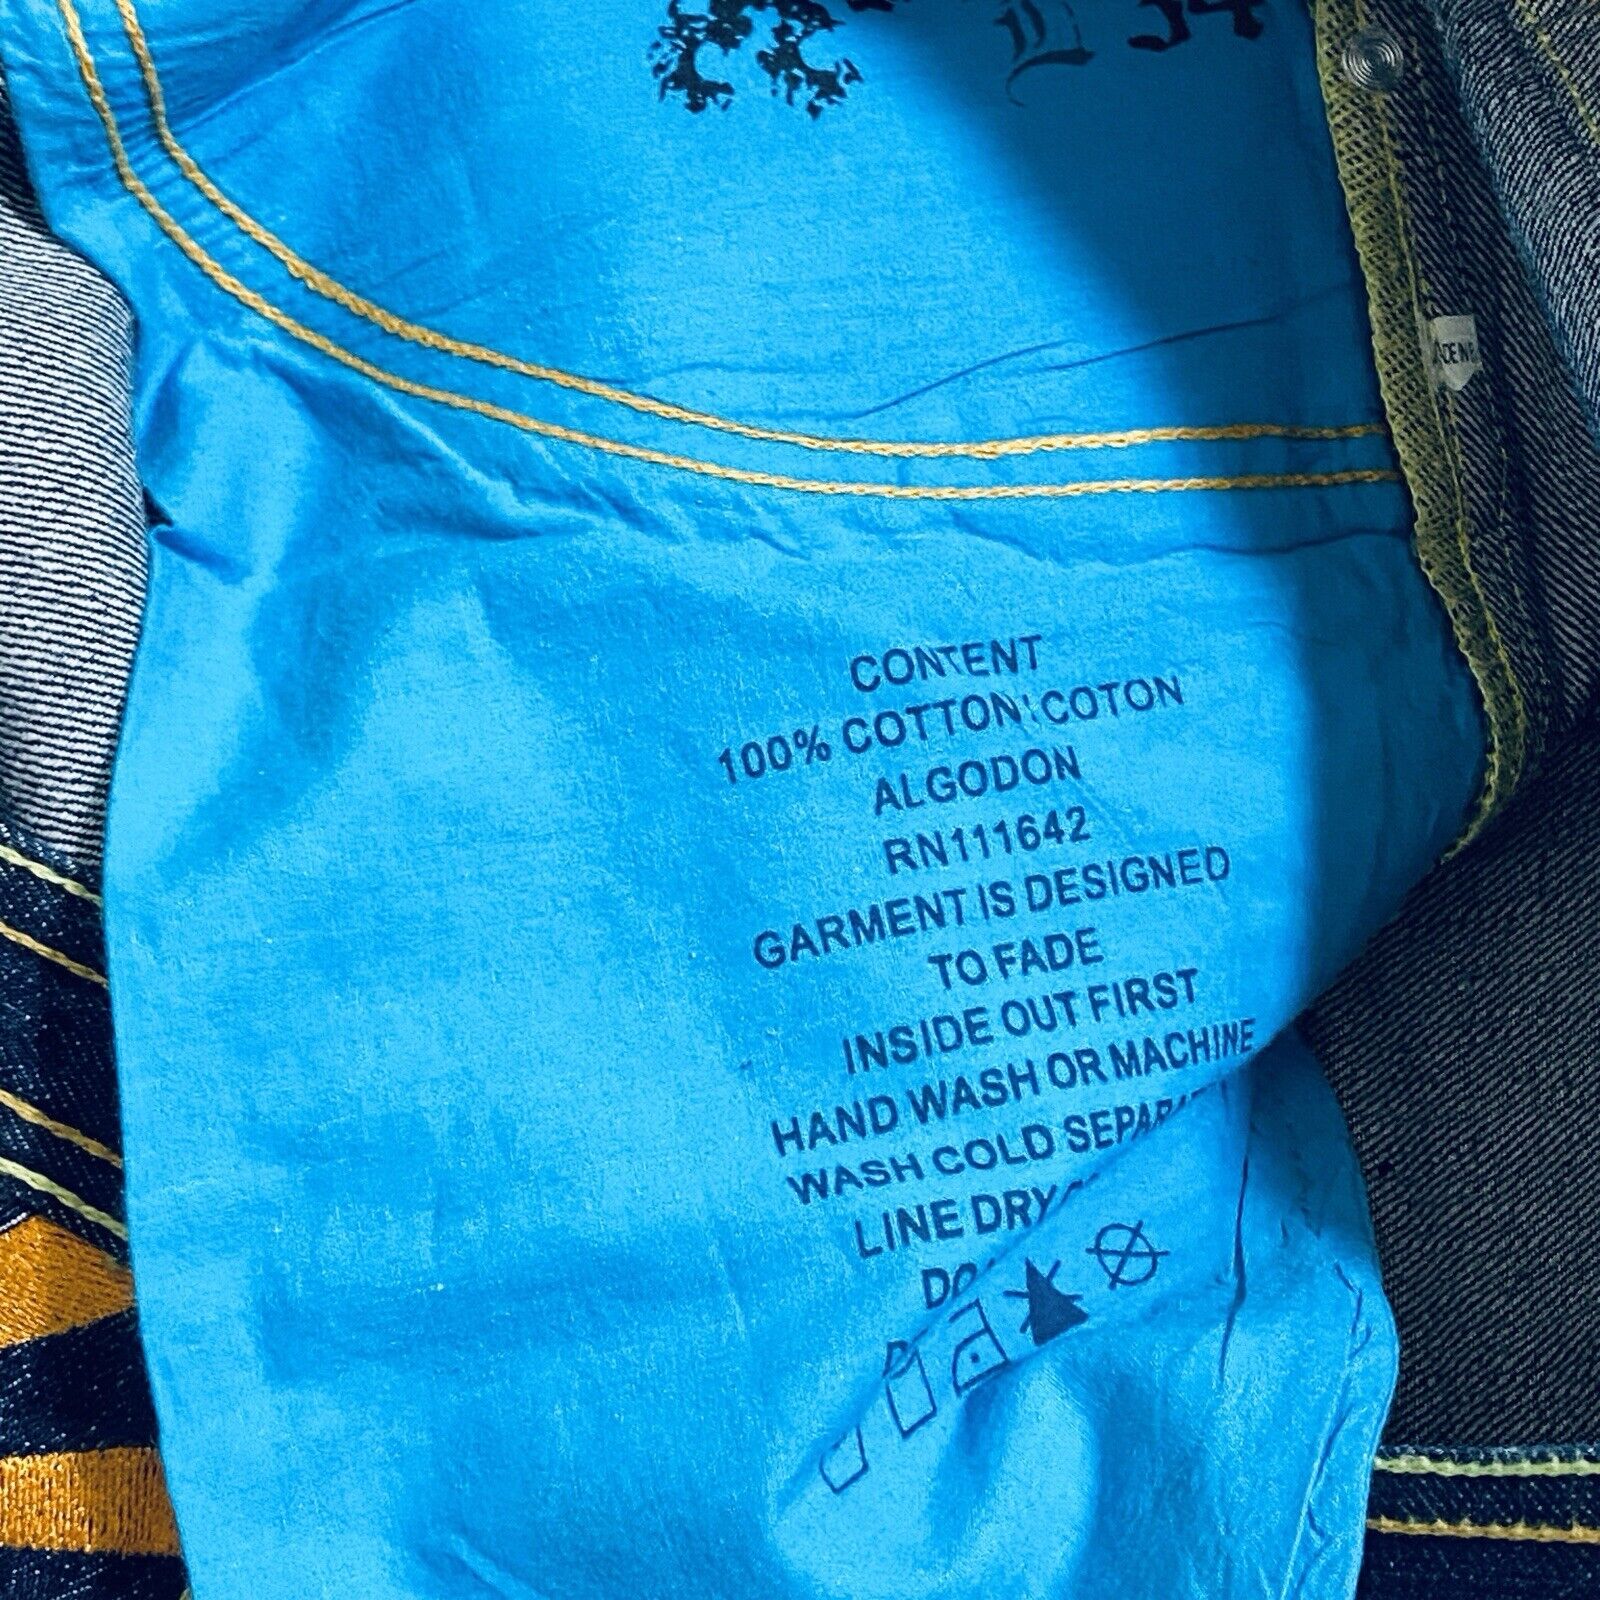 34
CONTENT
100% COTTON COTON
ALGODON
RN111642
GARMENT IS DESIGNED
TO FADE
INSIDE OUT FIRST
HAND WASH OR MACHINE
WASH COLD
LINE DRY